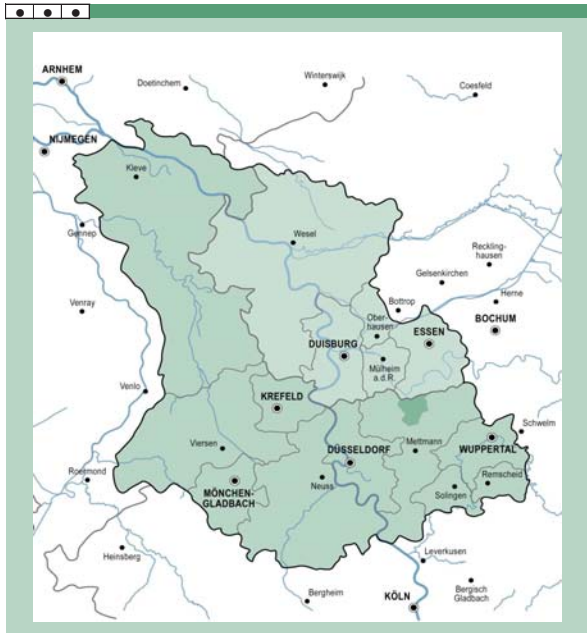 ARNHEM
Doetinchem
Winterswijk
Coesfeld
NIJMEGEN
Kleve
Gennep
Wesel
Reckling-
hausen
Gelsenkirchen
Venray
Bottrop
Herne
Ober-
hausen
BOCHUM
DUISBURG
ESSEN
Mülheim
a.d.R.
Venlo
KREFELD
Schwelm
Viersen
DÜSSELDORF
Mettmann
WUPPERTAL
Roermond
MÖNCHEN-
GLADBACH
Neuss
Remscheid
Solingen
Heinsberg
Leverkusen
Bergheim
KÖLN
Bergisch
Gladbach